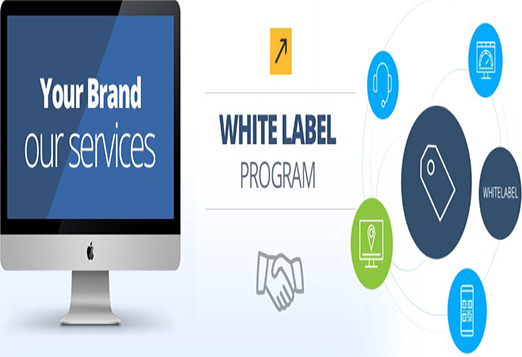 Your Brand
our services
WHITE LABEL
PROGRAM
WHITELABEL